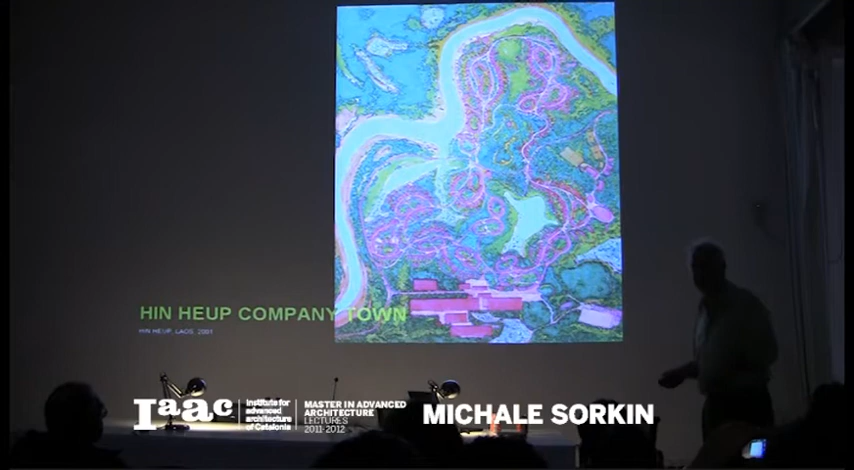 HIN HEUP COMPANY TOWN
HIN HEUP, LAOS, 2001
Iaac
Institute for
advanced
architecture
of Catalonia
MASTER IN ADVANCED
ARCHITECTURE
LECTURES
2011-2012
MICHALE SORKIN